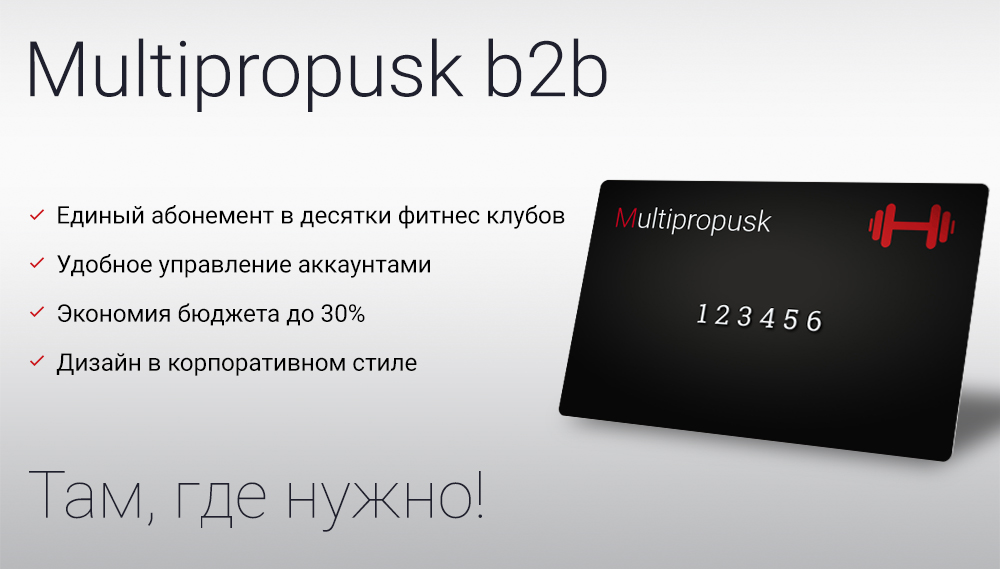 Multipropusk b2b
Единый абонемент в десятки фитнес клубов
Удобное управление аккаунтами
Экономия бюджета до 30%
Дизайн в корпоративном стиле
Multipropusk
123456
Там, где нужно!